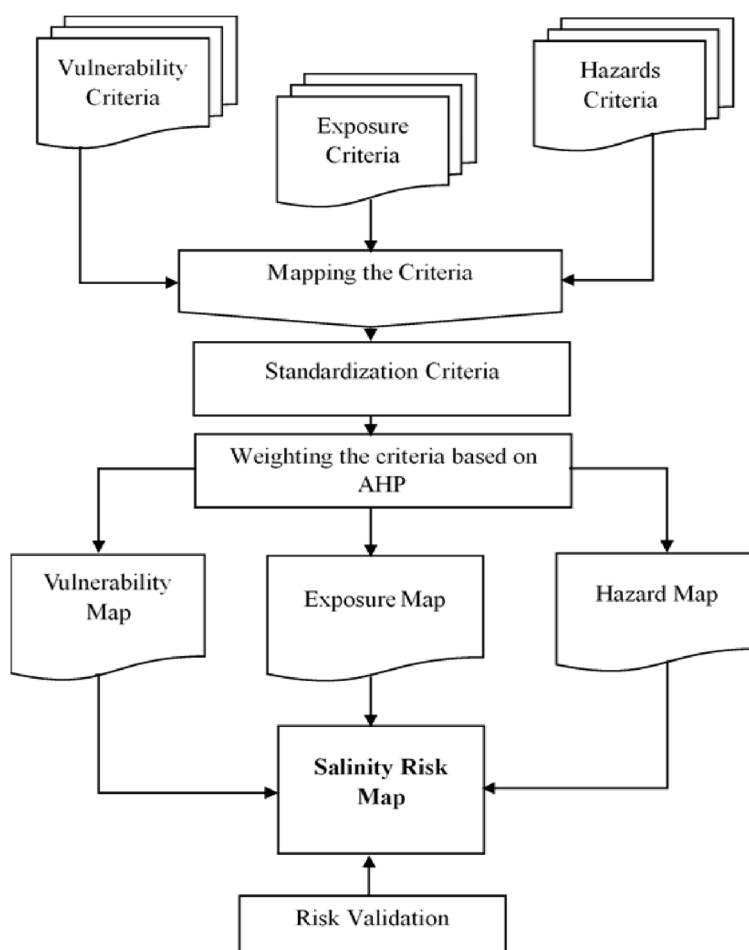 Vulnerability
Criteria
Exposure
Criteria
Hazards
Criteria
Mapping the Criteria
Standardization Criteria
Weighting the criteria based on
AHP
Vulnerability
Map
Exposure Map
Hazard Map
Salinity Risk
Map
Risk Validation